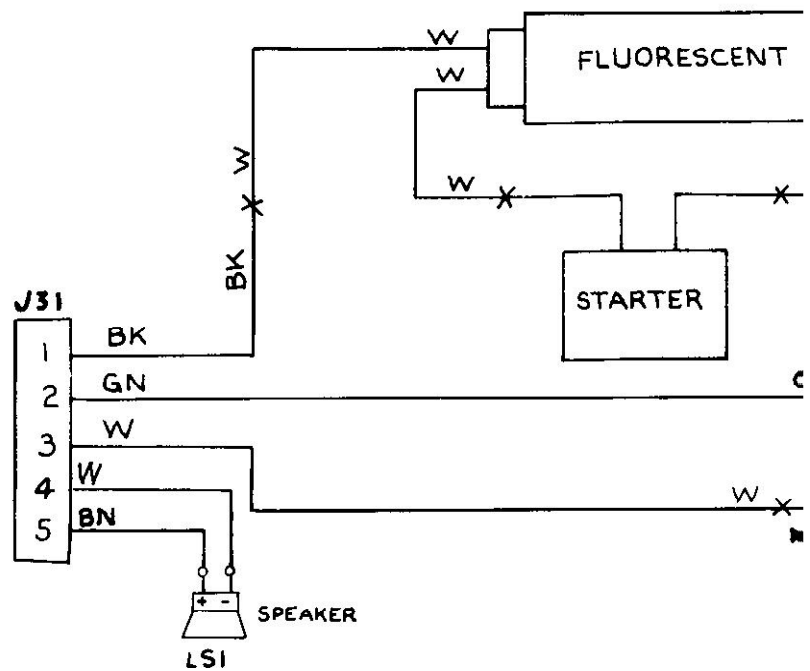 W
FLUORESCENT
W
W
W
BK
STARTER
J31
1 BK
2 GN
3 W
4 W
W
5 BN
+ -
SPEAKER
LS1